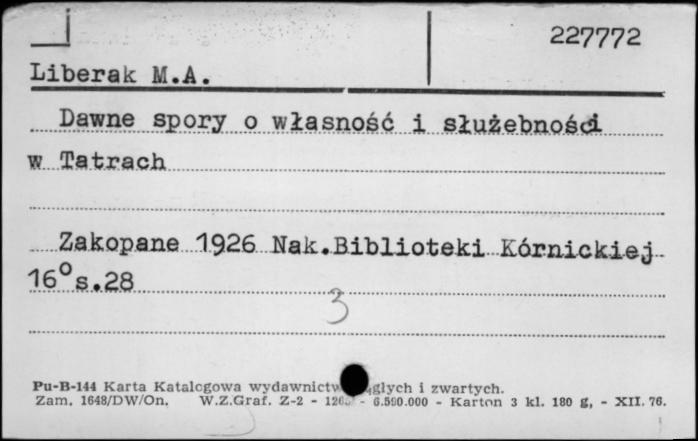 227772
Liberak M.A.
Dawne spory o własność i służebności
w Tatrach
Zakopane 1926 Nak.Biblioteki Kórnickiej
16° s.28
3
Pu-B-144 Karta Katalogowa wydawnictw i zwartych.
Zam. 1648/DW/On. W.Z.Graf. Z-2 - - 6.500.000 - Karton 3 kl. 180 g, - XII. 76.